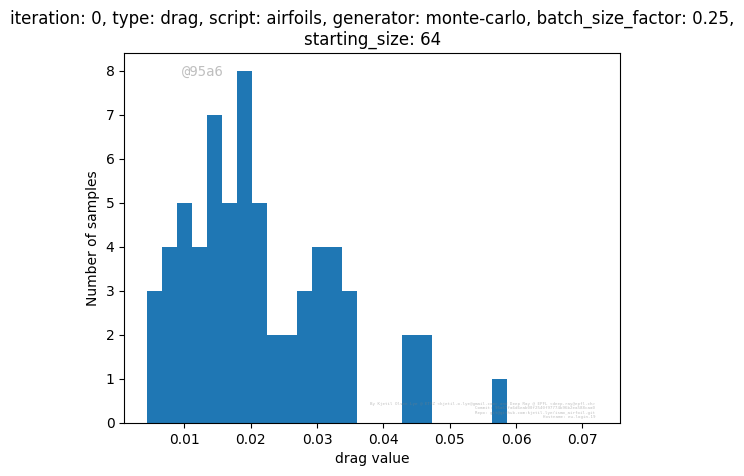 iteration: 0, type: drag, script: airfoils, generator: monte-carlo, batch_size_factor: 0.25,
starting_size: 64
@95a6
8
7
6
5
4
3
2
1
0
Number of samples
0.01 0.02 0.03 0.04 0.05 0.06 0.07
drag value